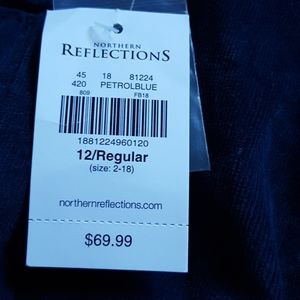 NORTHERN
REFLECTIONS
45 18 81224
420 PETROLBLUE
809 FB18
1881224960120
12/Regular
(size: 2-18)
northernreflections.com
$69.99